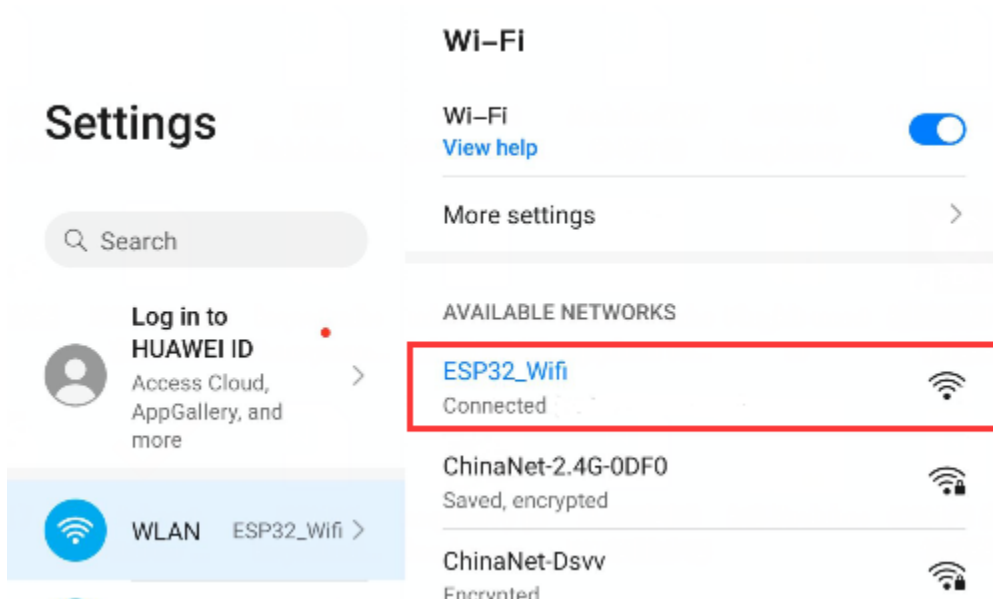 Settings
Search
Log in to
HUAWEI ID
Access Cloud,
AppGallery, and
more
WLAN ESP32_Wifi
Wi-Fi
Wi-Fi
View help
More settings
AVAILABLE NETWORKS
ESP32_Wifi
Connected
ChinaNet-2.4G-0DF0
Saved, encrypted
ChinaNet-Dsvv
Encrypted